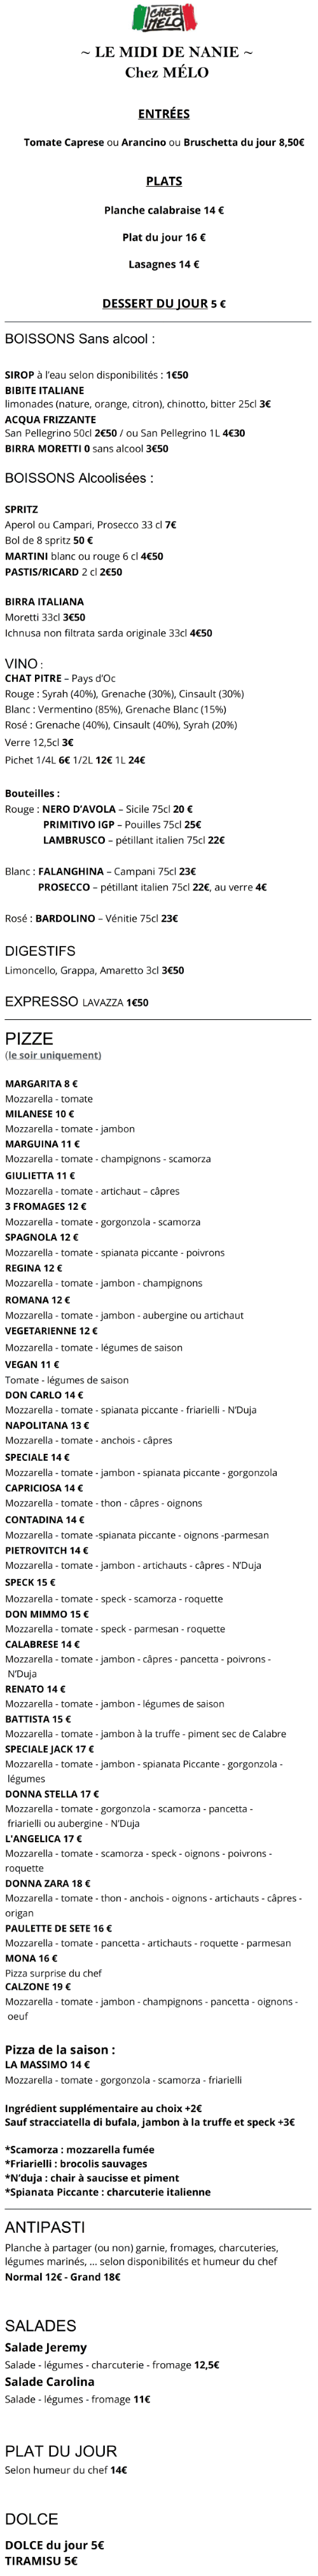 CHEZ
MÉLO
~ LE MIDI DE NANIE ~
Chez MÉLO
ENTRÉES
Tomate Caprese ou Arancino ou Bruschetta du jour 8,50€
PLATS
Planche calabraise 14 €
Plat du jour 16 €
Lasagnes 14 €
DESSERT DU JOUR 5 €
BOISSONS Sans alcool :
SIROP à l'eau selon disponibilités : 1€50
BIBITE ITALIANE
limonades (nature, orange, citron), chinotto, bitter 25cl 3€
ACQUA FRIZZANTE
San Pellegrino 50cl 2€50 / ou San Pellegrino 1L 4€30
BIRRA MORETTI 0 sans alcool 3€50
BOISSONS Alcoolisées :
SPRITZ
Aperol ou Campari, Prosecco 33 cl 7€
Bol de 8 spritz 50 €
MARTINI blanc ou rouge 6 cl 4€50
PASTIS/RICARD 2 cl 2€50
BIRRA ITALIANA
Moretti 33cl 3€50
Ichnusa non filtrata sarda originale 33cl 4€50
VINO :
CHAT PITRE – Pays d'Oc
Rouge : Syrah (40%), Grenache (30%), Cinsault (30%)
Blanc : Vermentino (85%), Grenache Blanc (15%)
Rosé : Grenache (40%), Cinsault (40%), Syrah (20%)
Verre 12,5cl 3€
Pichet 1/4L 6€ 1/2L 12€ 1L 24€
Bouteilles :
Rouge : NERO D'AVOLA – Sicile 75cl 20 €
PRIMITIVO IGP – Pouilles 75cl 25€
LAMBRUSCO – pétillant italien 75cl 22€
Blanc : FALANGHINA – Campani 75cl 23€
PROSECCO – pétillant italien 75cl 22€, au verre 4€
Rosé : BARDOLINO – Vénitie 75cl 23€
DIGESTIFS
Limoncello, Grappa, Amaretto 3cl 3€50
EXPRESSO LAVAZZA 1€50
PIZZE
(le soir uniquement)
MARGARITA 8 €
Mozzarella - tomate
MILANESE 10 €
Mozzarella - tomate - jambon
MARGUINA 11 €
Mozzarella - tomate - champignons - scamorza
GIULIETTA 11 €
Mozzarella - tomate - artichaut – câpres
3 FROMAGES 12 €
Mozzarella - tomate - gorgonzola - scamorza
SPAGNOLA 12 €
Mozzarella - tomate - spianata piccante - poivrons
REGINA 12 €
Mozzarella - tomate - jambon - champignons
ROMANA 12 €
Mozzarella - tomate - jambon - aubergine ou artichaut
VEGETARIENNE 12 €
Mozzarella - tomate - légumes de saison
VEGAN 11 €
Tomate - légumes de saison
DON CARLO 14 €
Mozzarella - tomate - spianata piccante - friarielli - N'Duja
NAPOLITANA 13 €
Mozzarella - tomate - anchois - câpres
SPECIALE 14 €
Mozzarella - tomate - jambon - spianata piccante - gorgonzola
CAPRICIOSA 14 €
Mozzarella - tomate - thon - câpres - oignons
CONTADINA 14 €
Mozzarella - tomate -spianata piccante - oignons -parmesan
PIETROVITCH 14 €
Mozzarella - tomate - jambon - artichauts - câpres - N'Duja
SPECK 15 €
Mozzarella - tomate - speck - scamorza - roquette
DON MIMMO 15 €
Mozzarella - tomate - speck - parmesan - roquette
CALABRESE 14 €
Mozzarella - tomate - jambon - câpres - pancetta - poivrons -
N'Duja
RENATO 14 €
Mozzarella - tomate - jambon - légumes de saison
BATTISTA 15 €
Mozzarella - tomate - jambon à la truffe - piment sec de Calabre
SPECIALE JACK 17 €
Mozzarella - tomate - jambon - spianata Piccante - gorgonzola -
légumes
DONNA STELLA 17 €
Mozzarella - tomate - gorgonzola - scamorza - pancetta -
friarielli ou aubergine - N'Duja
L'ANGELICA 17 €
Mozzarella - tomate - scamorza - speck - oignons - poivrons -
roquette
DONNA ZARA 18 €
Mozzarella - tomate - thon - anchois - oignons - artichauts - câpres -
origan
PAULETTE DE SETE 16 €
Mozzarella - tomate - pancetta - artichauts - roquette - parmesan
MONA 16 €
Pizza surprise du chef
CALZONE 19 €
Mozzarella - tomate - jambon - champignons - pancetta - oignons -
oeuf
Pizza de la saison :
LA MASSIMO 14 €
Mozzarella - tomate - gorgonzola - scamorza - friarielli
Ingrédient supplémentaire au choix +2€
Sauf stracciatella di bufala, jambon à la truffe et speck +3€
*Scamorza : mozzarella fumée
*Friarielli : brocolis sauvages
*N'duja : chair à saucisse et piment
*Spianata Piccante : charcuterie italienne
ANTIPASTI
Planche à partager (ou non) garnie, fromages, charcuteries,
légumes marinés, ... selon disponibilités et humeur du chef
Normal 12€ - Grand 18€
SALADES
Salade Jeremy
Salade - légumes - charcuterie - fromage 12,5€
Salade Carolina
Salade - légumes - fromage 11€
PLAT DU JOUR
Selon humeur du chef 14€
DOLCE
DOLCE du jour 5€
TIRAMISU 5€